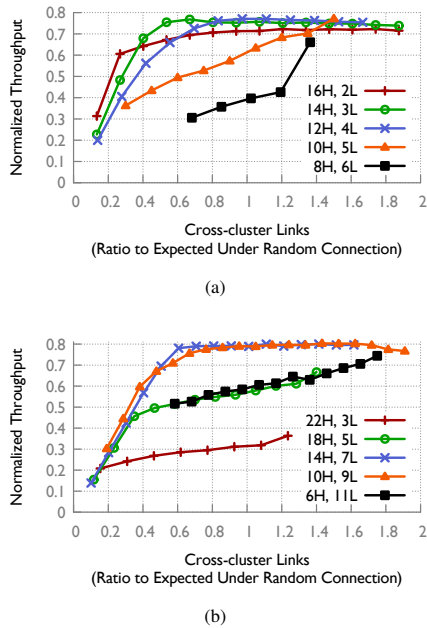 0.8
0.7
0.6
0.5
0.4
0.3
0.2
0.1
0
Normalized Throughput
16H, 2L
14H, 3L
12H, 4L
10H, 5L
8H, 6L
0 0.2 0.4 0.6 0.8 1 1.2 1.4 1.6 1.8 2
Cross-cluster Links
(Ratio to Expected Under Random Connection)
(a)
0.8
0.7
0.6
0.5
0.4
0.3
0.2
0.1
0
Normalized Throughput
22H, 3L
18H, 5L
14H, 7L
10H, 9L
6H, 11L
0 0.2 0.4 0.6 0.8 1 1.2 1.4 1.6 1.8 2
Cross-cluster Links
(Ratio to Expected Under Random Connection)
(b)